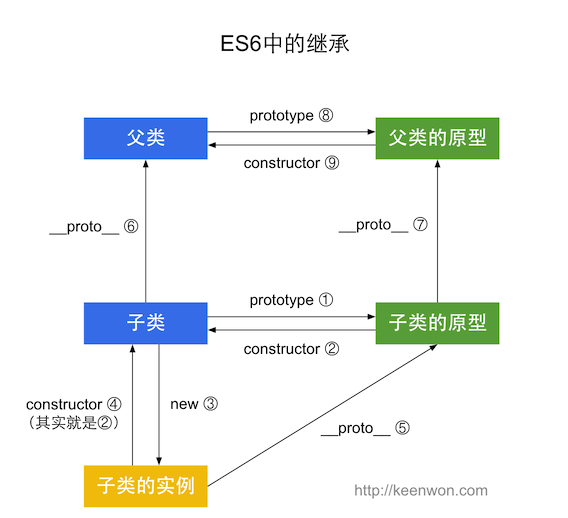 ES6中的继承
prototype ⑧
父类
父类的原型
constructor ⑨
__proto__ ⑥
__proto__ ⑦
prototype ①
子类
子类的原型
constructor ②
constructor ④
（其实就是②）
new ③
__proto__ ⑤
子类的实例
http://keenwon.com